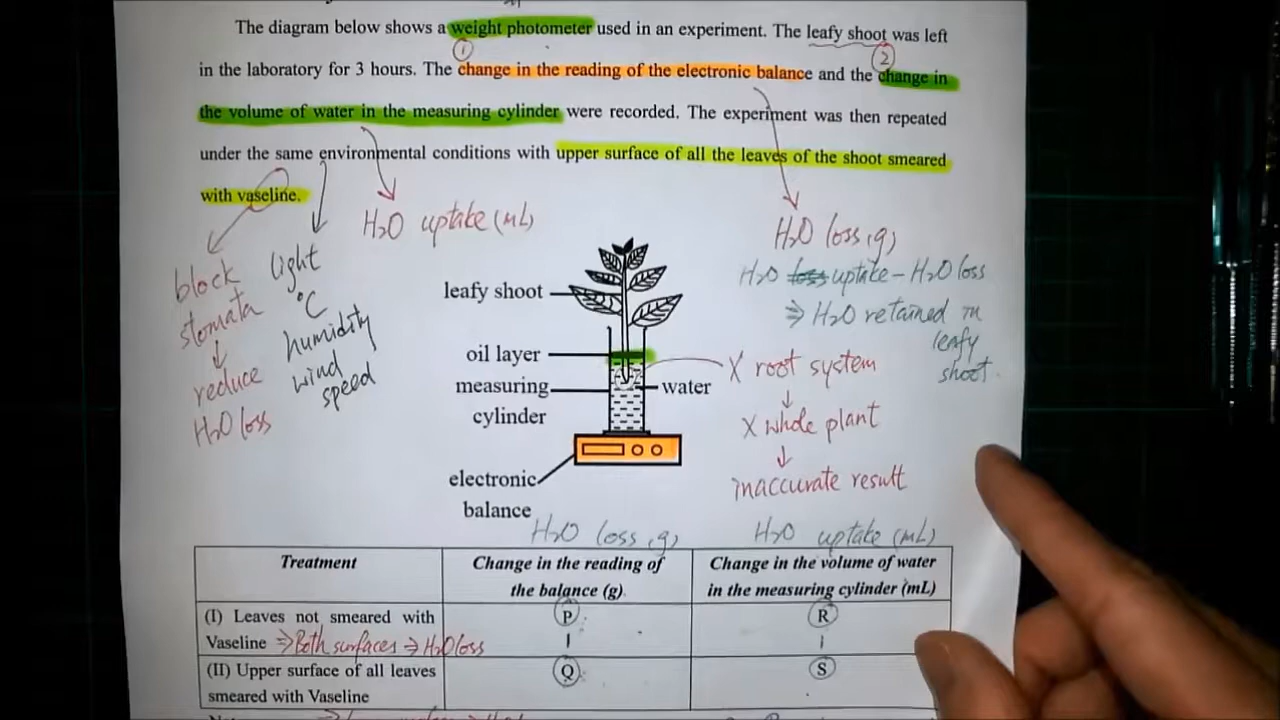 The diagram below shows a weight photometer used in an experiment. The leafy shoot was left
① ②
in the laboratory for 3 hours. The change in the reading of the electronic balance and the change in
the volume of water in the measuring cylinder were recorded. The experiment was then repeated
under the same environmental conditions with upper surface of all the leaves of the shoot smeared
with vaseline.
H2O uptake (mL)
H2O loss (g)
H2O loss uptake - H2O loss
⇒ H2O retained in
leafy
shoot.
block
stomata
↓
reduce
H2O loss
light
°C
humidity
wind
speed
leafy shoot
oil layer
measuring
cylinder
water
electronic
balance
X root system
↓
X whole plant
↓
inaccurate result
H2O loss (g) H2O uptake (mL)
Treatment
Change in the reading of
the balance (g)
Change in the volume of water
in the measuring cylinder (mL)
(I) Leaves not smeared with
Vaseline ⇒ Both surfaces ⇒ H2O loss
P
R
(II) Upper surface of all leaves
smeared with Vaseline
Q
S